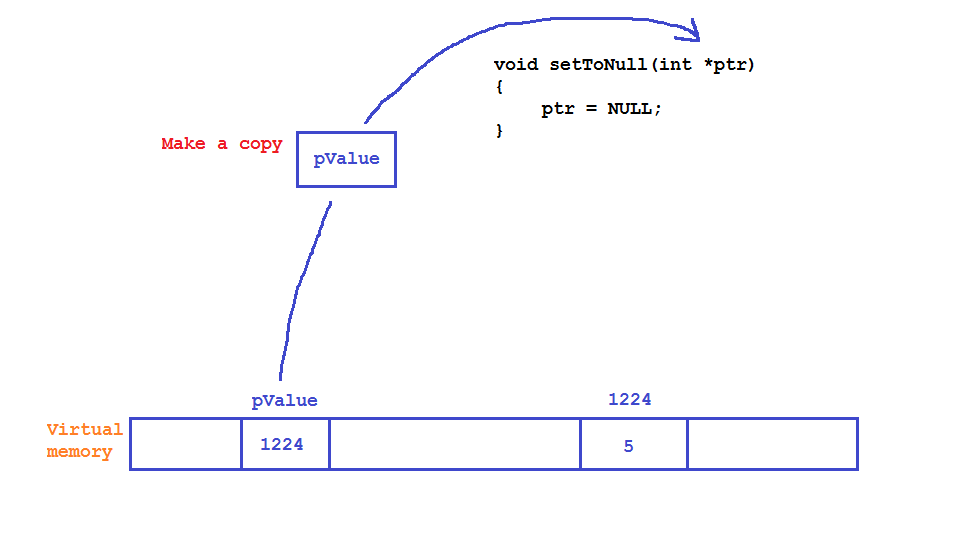 void setToNull(int *ptr)
{
ptr = NULL;
}
Make a copy
pValue
pValue
1224
Virtual
memory
1224
5